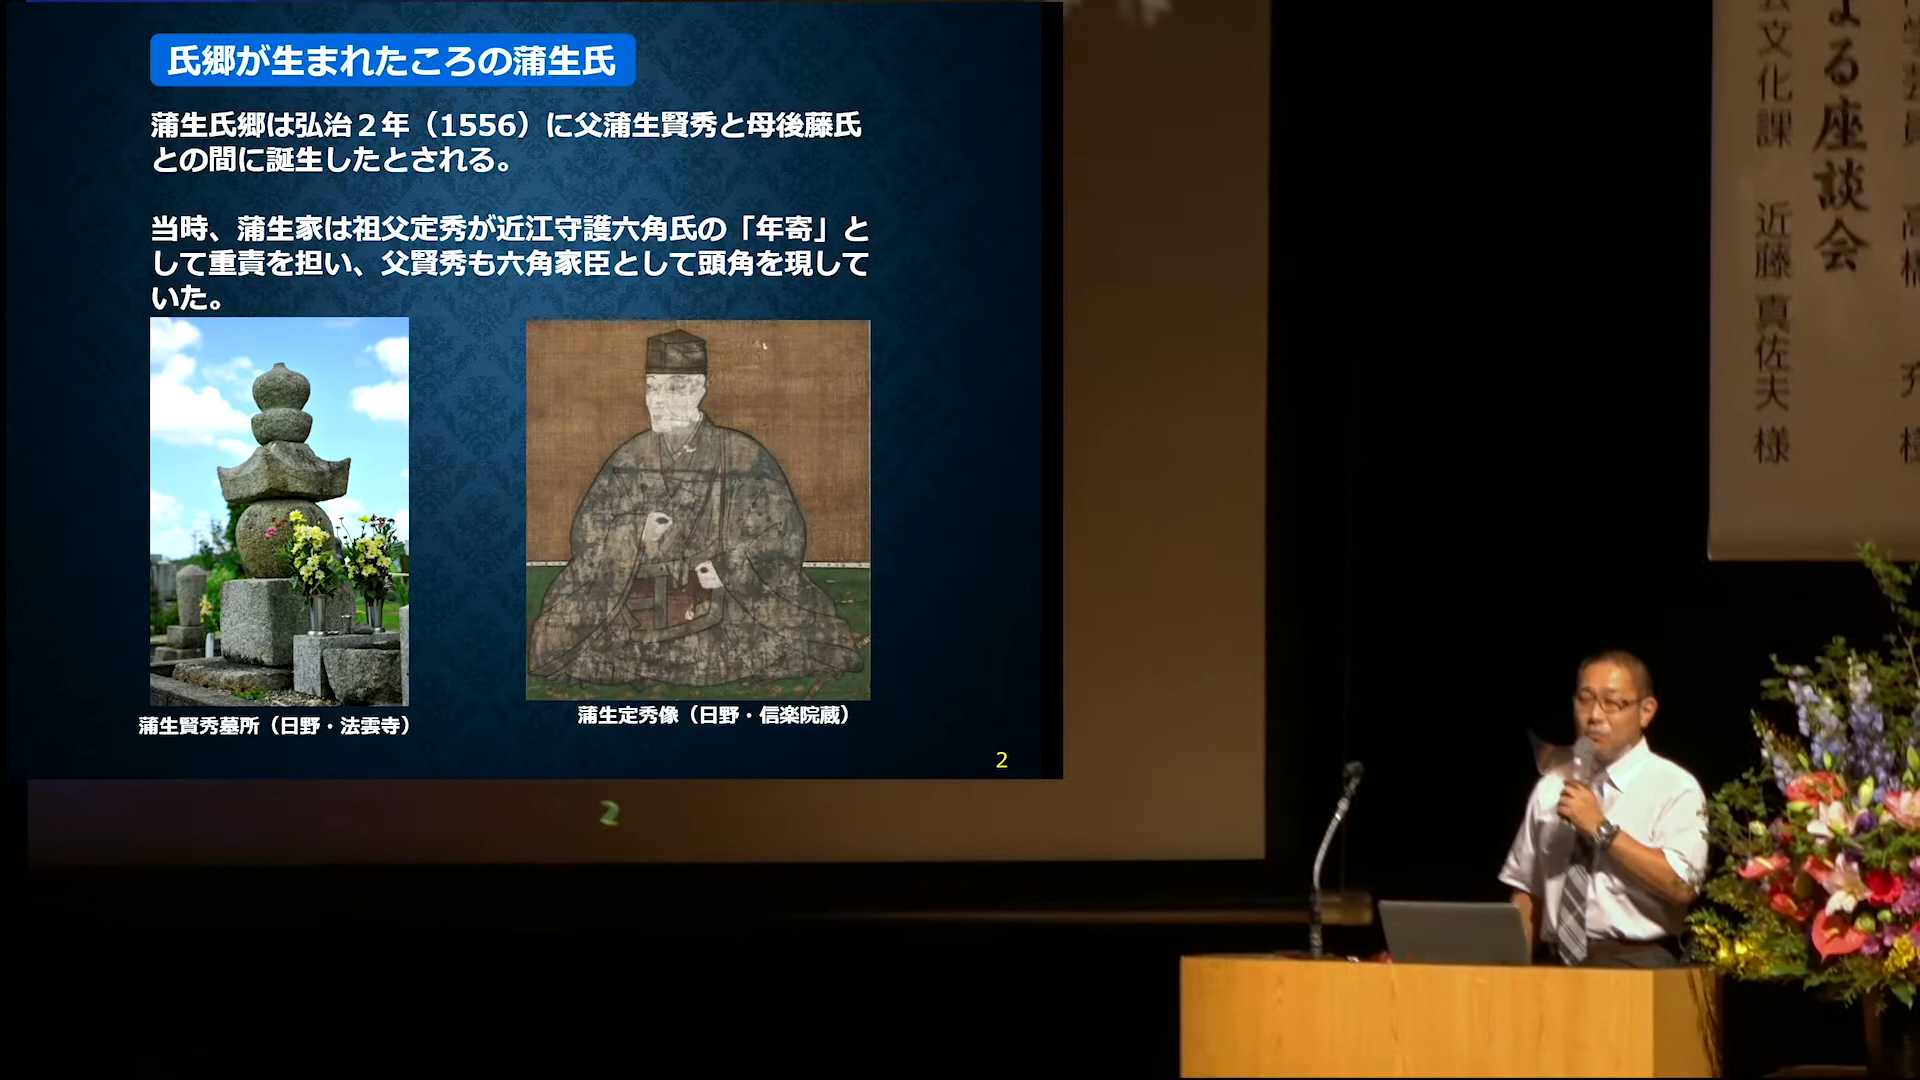 氏郷が生まれたころの蒲生氏
蒲生氏郷は弘治２年（1556）に父蒲生賢秀と母後藤氏
との間に誕生したとされる。
当時、蒲生家は祖父定秀が近江守護六角氏の「年寄」と
して重責を担い、父賢秀も六角家臣として頭角を現して
いた。
蒲生賢秀墓所（日野・法雲寺）
蒲生定秀像（日野・信楽院蔵）
2
2
よる座談会
文化課 近藤 真佐夫 様